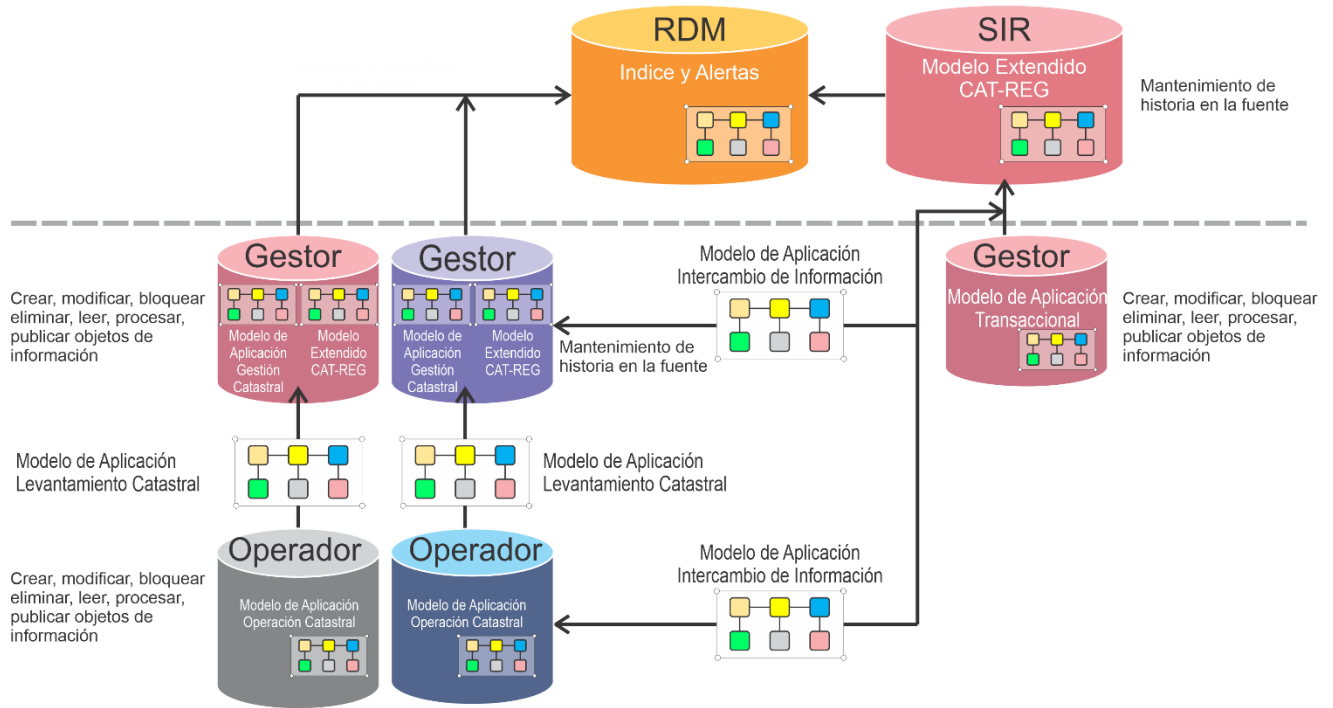 RDM
Indice y Alertas
SIR
Modelo Extendido
CAT-REG
Mantenimiento de
historia en la fuente
Gestor
Modelo de
Aplicación
Gestión
Catastral
Modelo
Extendido
CAT-REG
Gestor
Modelo de
Aplicación
Gestión
Catastral
Modelo
Extendido
CAT-REG
Crear, modificar, bloquear
eliminar, leer, procesar,
publicar objetos de
información
Modelo de Aplicación
Intercambio de Información
Mantenimiento de
historia en la fuente
Gestor
Modelo de Aplicación
Transaccional
Crear, modificar, bloquear
eliminar, leer, procesar,
publicar objetos de
información
Modelo de Aplicación
Levantamiento Catastral
Modelo de Aplicación
Levantamiento Catastral
Operador
Modelo de Aplicación
Operación Catastral
Operador
Modelo de Aplicación
Operación Catastral
Crear, modificar, bloquear
eliminar, leer, procesar,
publicar objetos de
información
Modelo de Aplicación
Intercambio de Información